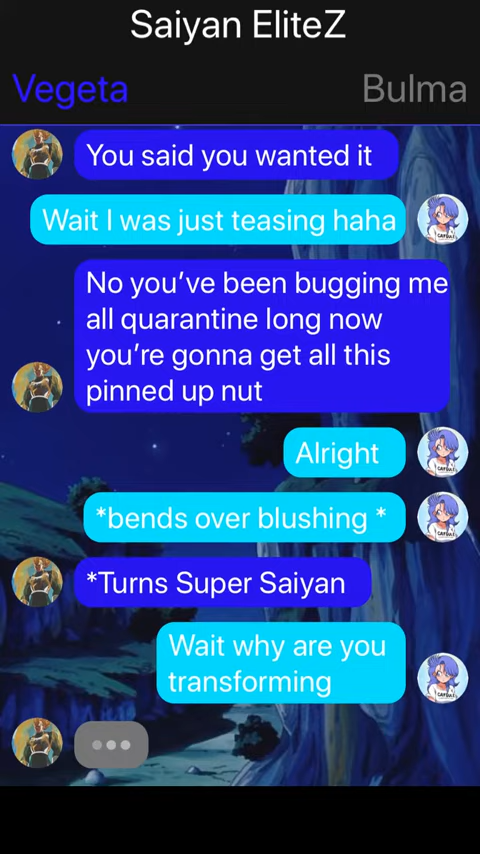 Saiyan EliteZ
Vegeta
Bulma
You said you wanted it
Wait I was just teasing haha
No you’ve been bugging me
all quarantine long now
you’re gonna get all this
pinned up nut
Alright
*bends over blushing *
*Turns Super Saiyan
Wait why are you
transforming